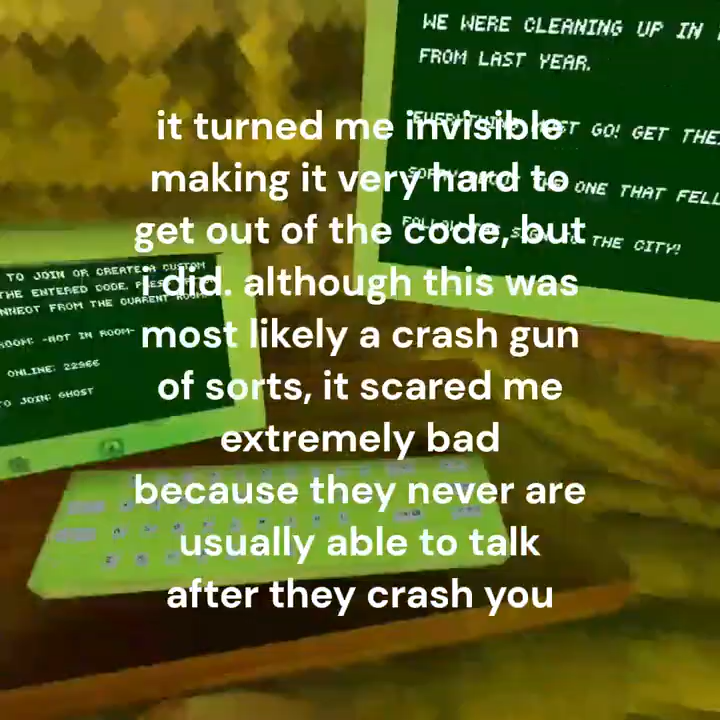 WE WERE CLEANING UP IN
FROM LAST YEAR.
GO! GET
ONE THAT FELL
THE CITY!
it turned me invisible
making it very hard to
get out of the code, but
i did. although this was
most likely a crash gun
of sorts, it scared me
extremely bad
because they never are
usually able to talk
after they crash you
TO JOIN OR CREATE A CUSTOM
THE ENTERED CODE.
FROM THE CURRENT
ROOM: -NOT IN ROOM-
ONLINE: 22966
TO JOIN: GHOST